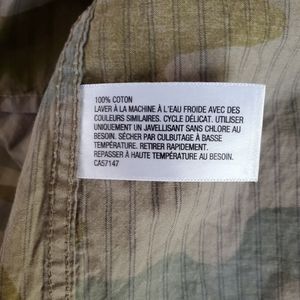 100% COTON
LAVER À LA MACHINE À L'EAU FROIDE AVEC DES
COULEURS SIMILAIRES. CYCLE DÉLICAT. UTILISER
UNIQUEMENT UN JAVELLISANT SANS CHLORE AU
BESOIN. SÉCHER PAR CULBUTAGE À BASSE
TEMPÉRATURE. RETIRER RAPIDEMENT.
REPASSER À HAUTE TEMPÉRATURE AU BESOIN.
CA57147